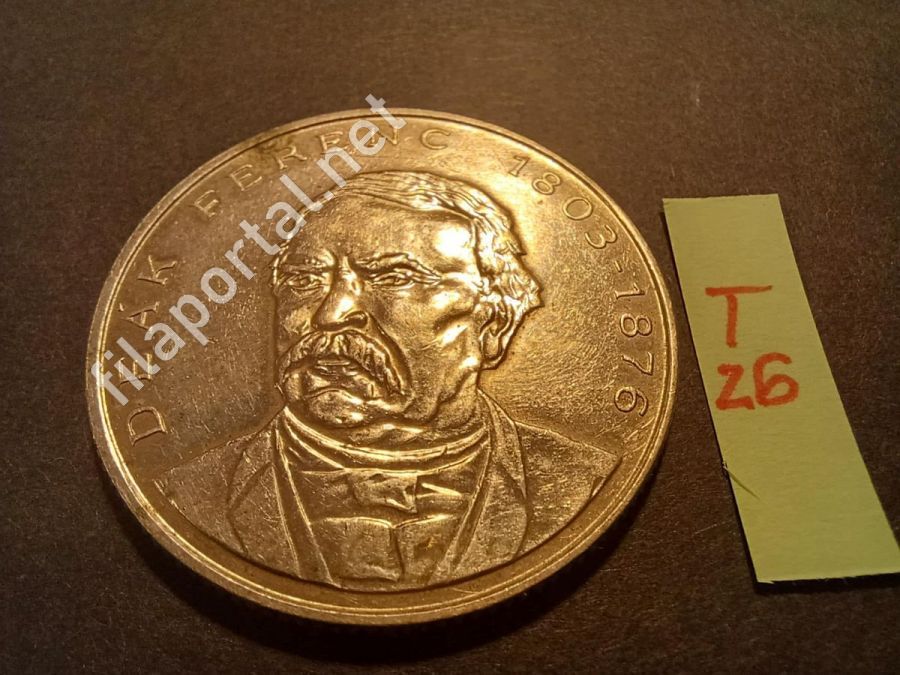 DEÁK FERENC 1803-1876
filaportal.net
T
26